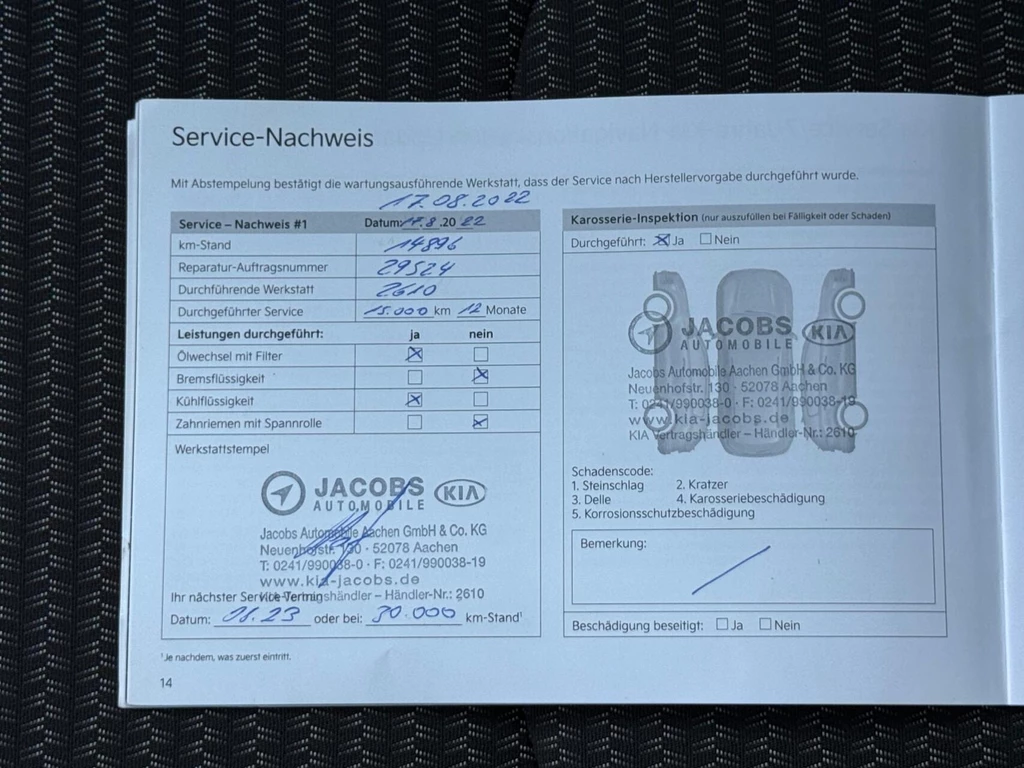 Service-Nachweis
Mit Abstempelung bestätigt die wartungsausführende Werkstatt, dass der Service nach Herstellervorgabe durchgeführt wurde.
17.08.2022
Service – Nachweis #1 Datum: 17.8.20 22
km-Stand 14896
Reparatur-Auftragsnummer 29524
Durchführende Werkstatt 2610
Durchgeführter Service 15.000 km 12 Monate
Leistungen durchgeführt: ja nein
Ölwechsel mit Filter
Bremsflüssigkeit
Kühlflüssigkeit
Zahnriemen mit Spannrolle
Werkstattstempel
JACOBS KIA
AUTOMOBILE
Jacobs Automobile Aachen GmbH & Co. KG
Neuenhofstr. 130 · 52078 Aachen
T: 0241/990038-0 · F: 0241/990038-19
www.kia-jacobs.de
KIA Vertragshändler – Händler-Nr.: 2610
Ihr nächster Service-Termin
Datum: 08.23 oder bei: 30.000 km-Stand¹
¹Je nachdem, was zuerst eintritt.
14
Karosserie-Inspektion (nur auszufüllen bei Fälligkeit oder Schaden)
Durchgeführt: Ja Nein
JACOBS KIA
AUTOMOBILE
Jacobs Automobile Aachen GmbH & Co. KG
Neuenhofstr. 130 · 52078 Aachen
T: 0241/990038-0 · F: 0241/990038-19
www.kia-jacobs.de
KIA Vertragshändler – Händler-Nr.: 2610
Schadenscode:
1. Steinschlag 2. Kratzer
3. Delle 4. Karosseriebeschädigung
5. Korrosionsschutzbeschädigung
Bemerkung:
Beschädigung beseitigt: Ja Nein